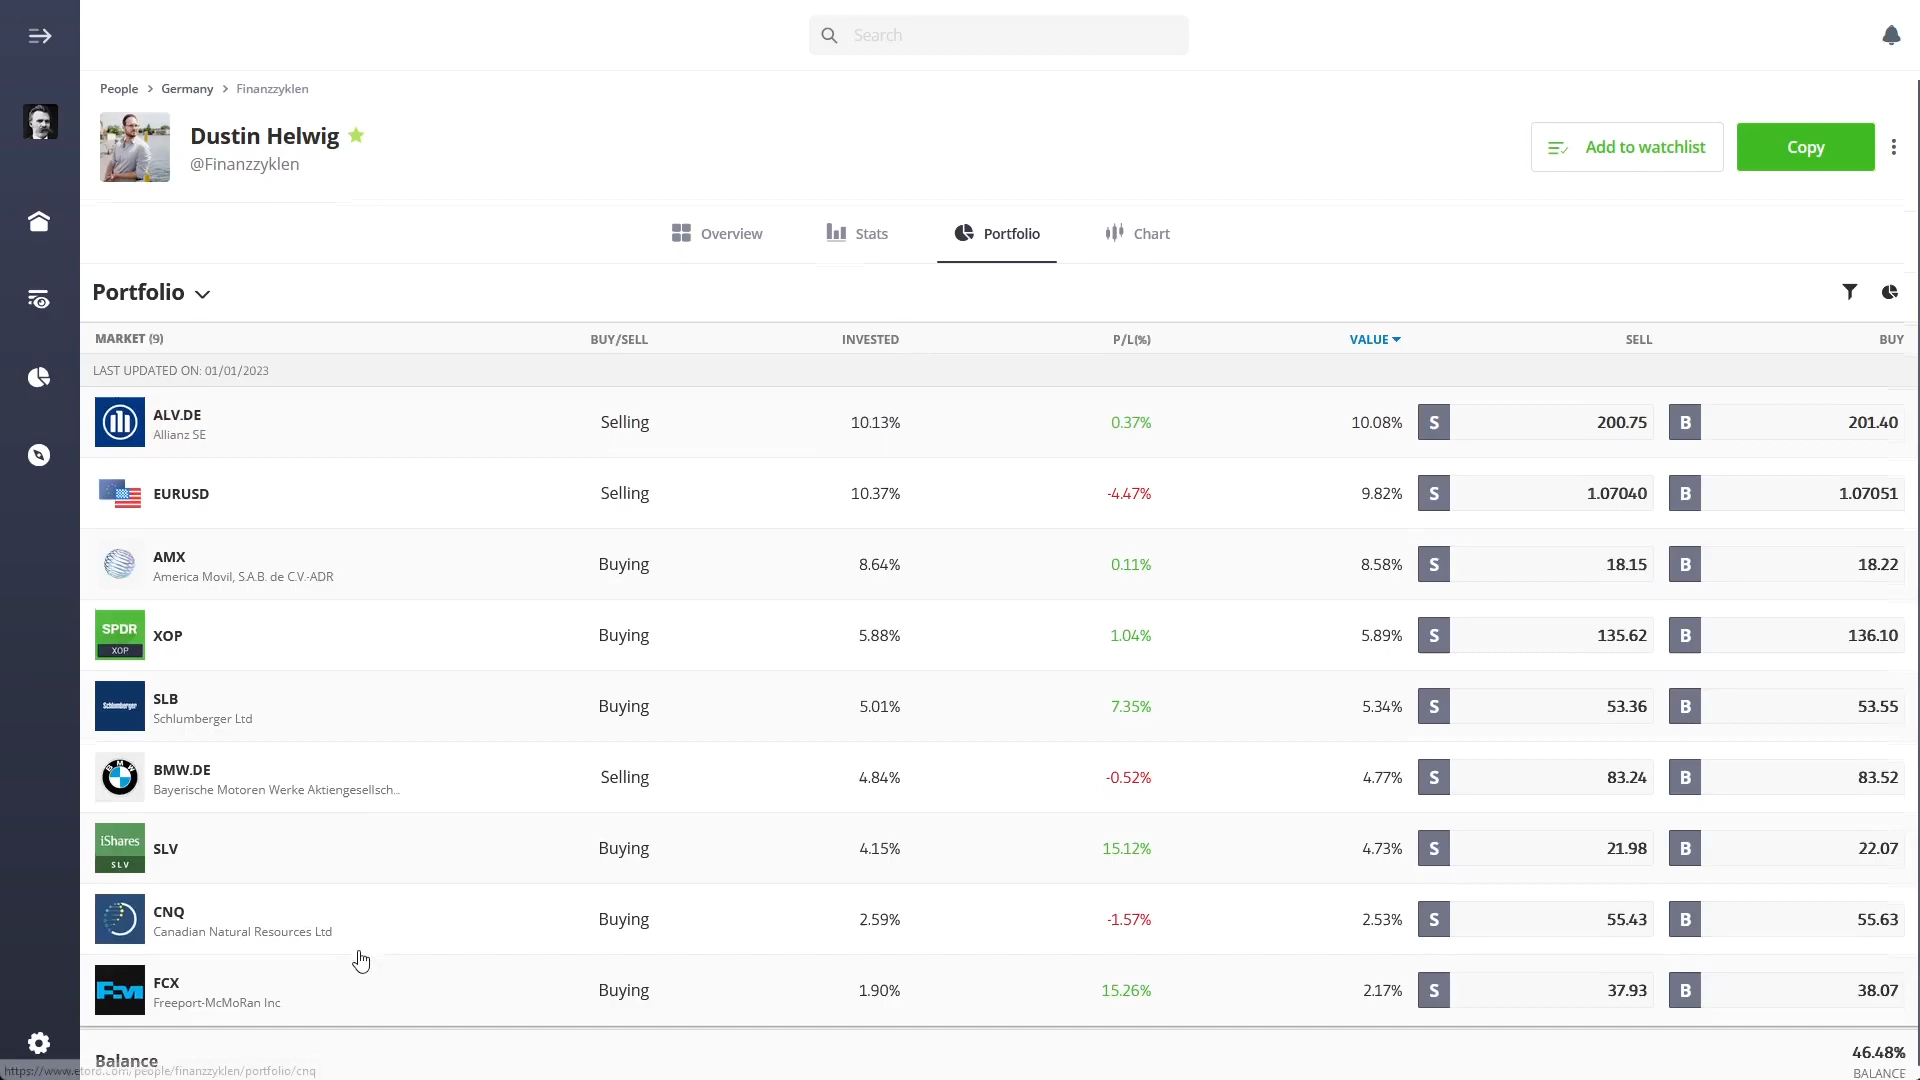 Search
People > Germany > Finanzzyklen
Dustin Helwig
@Finanzzyklen
Add to watchlist
Copy
Overview
Stats
Portfolio
Chart
Portfolio
MARKET (9) BUY/SELL INVESTED P/L(%) VALUE SELL BUY
LAST UPDATED ON: 01/01/2023
ALV.DE
Allianz SE
Selling 10.13% 0.37% 10.08% S 200.75 B 201.40
EURUSD Selling 10.37% -4.47% 9.82% S 1.07040 B 1.07051
AMX
America Movil, S.A.B. de C.V.-ADR
Buying 8.64% 0.11% 8.58% S 18.15 B 18.22
SPDR
XOP
XOP Buying 5.88% 1.04% 5.89% S 135.62 B 136.10
Schlumberger
SLB
Schlumberger Ltd
Buying 5.01% 7.35% 5.34% S 53.36 B 53.55
BMW
BMW.DE
Bayerische Motoren Werke Aktiengesellsch...
Selling 4.84% -0.52% 4.77% S 83.24 B 83.52
iShares
SLV
SLV Buying 4.15% 15.12% 4.73% S 21.98 B 22.07
CNQ
Canadian Natural Resources Ltd
Buying 2.59% -1.57% 2.53% S 55.43 B 55.63
FCX
Freeport-McMoRan Inc
Buying 1.90% 15.26% 2.17% S 37.93 B 38.07
Balance 46.48%
BALANCE
https://www.etoro.com/people/finanzzyklen/portfolio/cnq